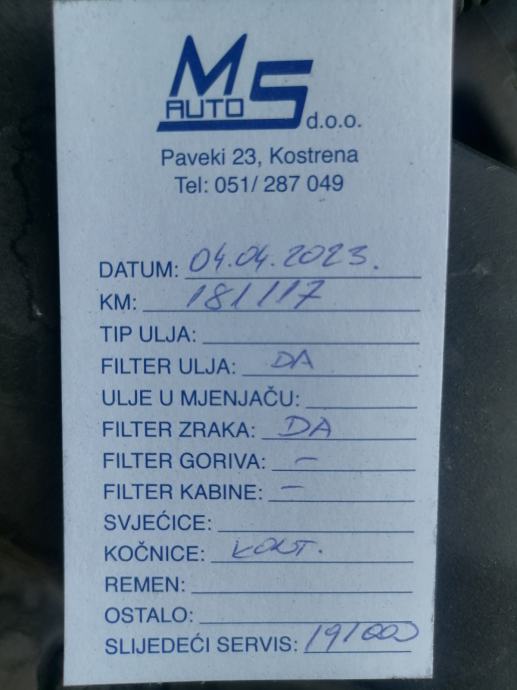 MS
AUTO d.o.o.
Paveki 23, Kostrena
Tel: 051/ 287 049
DATUM: 04.04.2023.
KM: 181117
TIP ULJA:
FILTER ULJA: DA
ULJE U MJENJAČU:
FILTER ZRAKA: DA
FILTER GORIVA: –
FILTER KABINE: –
SVJEĆICE:
KOČNICE: KONT.
REMEN:
OSTALO:
SLIJEDEĆI SERVIS: 191000